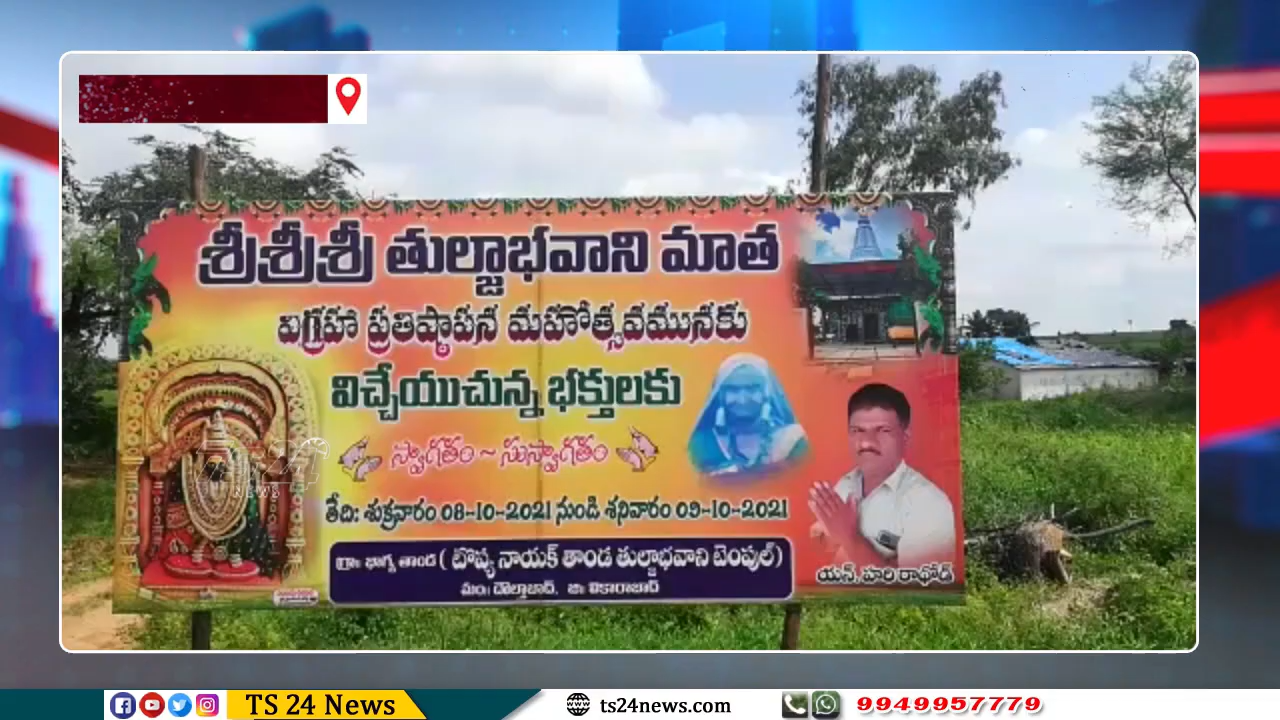 శ్రీశ్రీశ్రీ తుల్జాభవాని మాత
విగ్రహ ప్రతిష్ఠాపన మహోత్సవమునకు
విచ్చేయుచున్న భక్తులకు
స్వాగతం ~ సుస్వాగతం
తేది: శుక్రవారం 08-10-2021 నుండి శనివారం 09-10-2021
గ్రా॥ భాగ్య తాండ ( టొప్య నాయక్ తాండ తుల్జాభవాని టెంపుల్)
మం। దౌల్తాబాద్, జి॥ వికారాబాద్
యన్. హరి రాథోడ్
TS 24 News
ts24news.com
9949957779